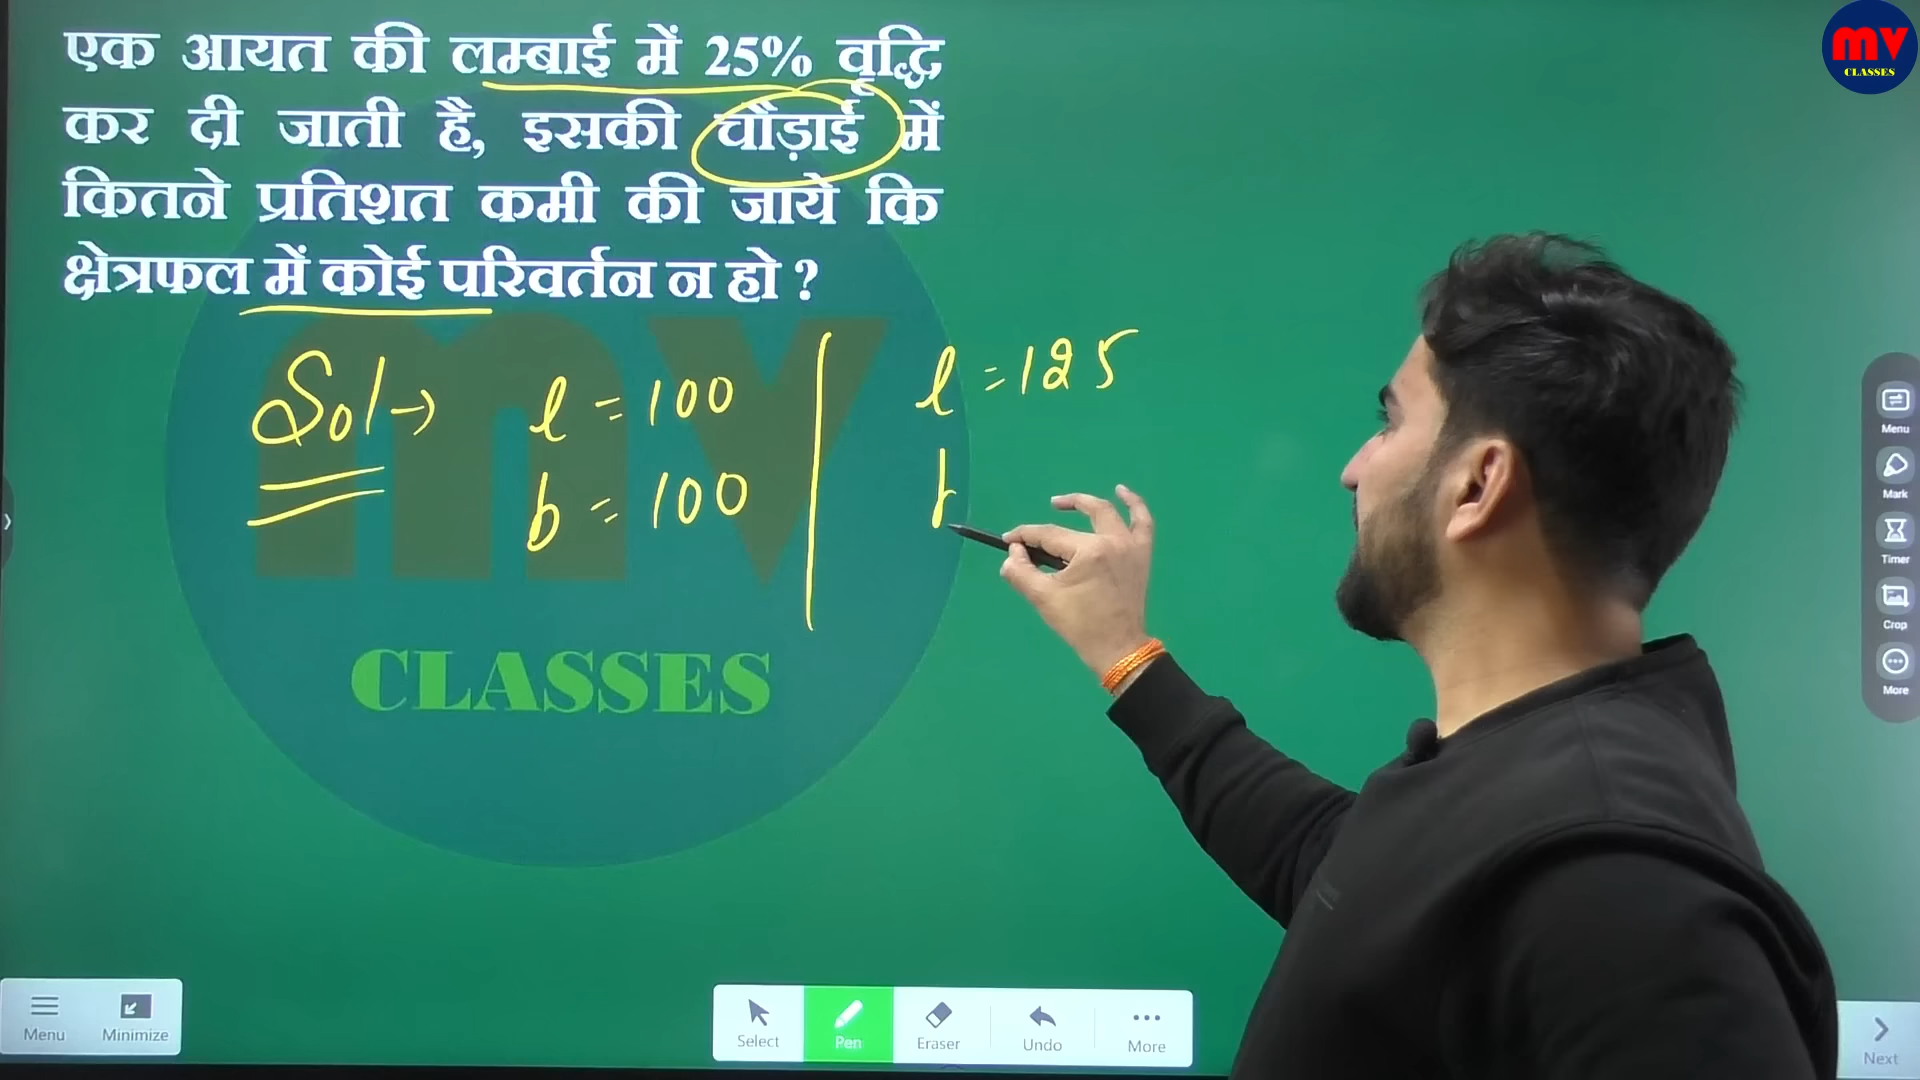 एक आयत की लम्बाई में 25% वृद्धि
कर दी जाती है, इसकी चौड़ाई में
कितने प्रतिशत कमी की जाये कि
क्षेत्रफल में कोई परिवर्तन न हो ?
Sol→ l = 100
b = 100
l = 125
mv
CLASSES
mv
CLASSES
Menu
Mark
Timer
Crop
More
Menu
Minimize
Select
Pen
Eraser
Undo
More
Next